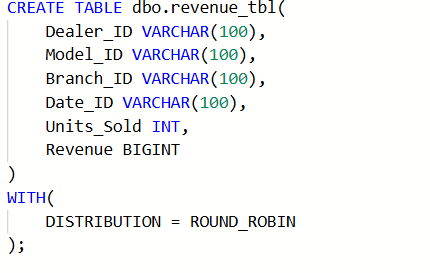 CREATE TABLE dbo.revenue_tbl(
    Dealer_ID VARCHAR(100),
    Model_ID VARCHAR(100),
    Branch_ID VARCHAR(100),
    Date_ID VARCHAR(100),
    Units_Sold INT,
    Revenue BIGINT
)
WITH(
    DISTRIBUTION = ROUND_ROBIN
);